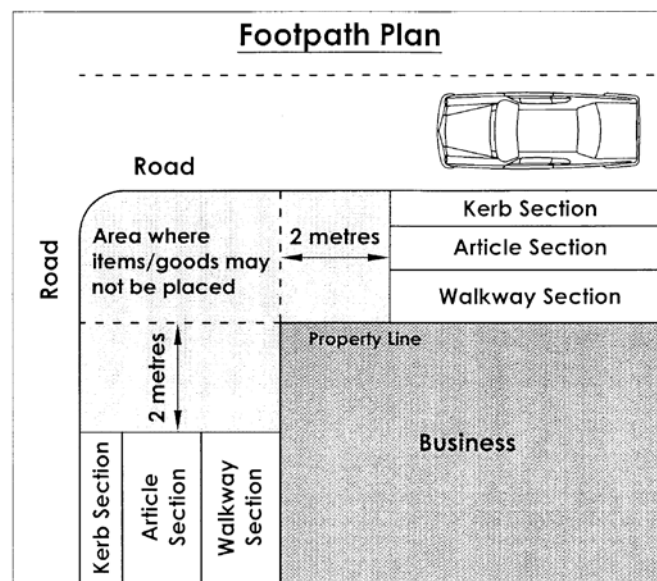 Footpath Plan
Road
Road
Area where
items/goods may
not be placed
2 metres
Kerb Section
Article Section
Walkway Section
Property Line
2 metres
Business
Kerb Section
Article
Section
Walkway
Section